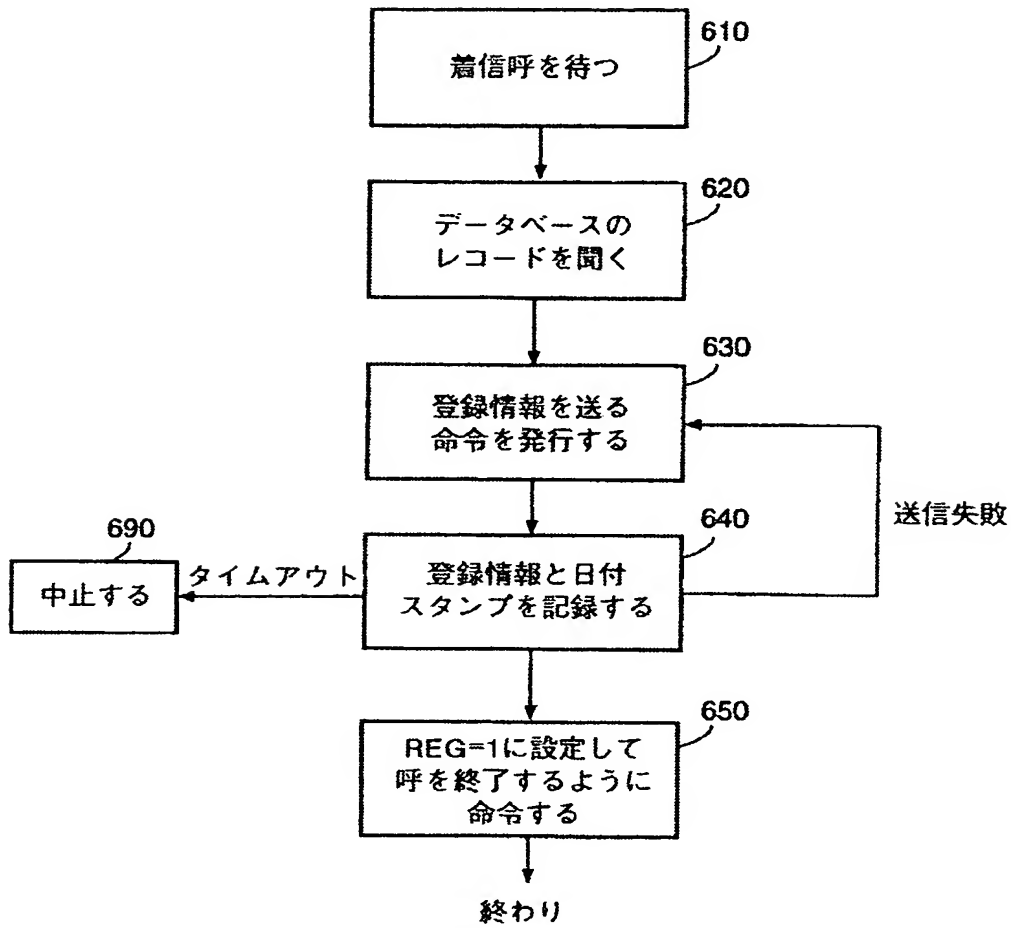 610
着信呼を待つ
620
データベースの
レコードを聞く
630
登録情報を送る
命令を発行する
送信失敗
640
登録情報と日付
スタンプを記録する
タイムアウト
690
中止する
650
REG=1に設定して
呼を終了するように
命令する
終わり